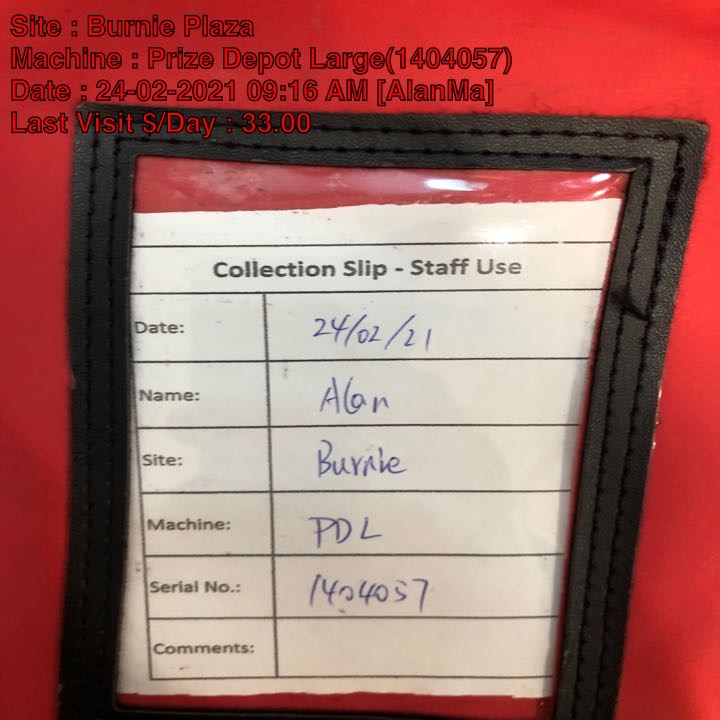 Site : Burnie Plaza
Machine : Prize Depot Large(1404057)
Date : 24-02-2021 09:16 AM [AlanMa]
Last Visit $/Day : 33.00
Collection Slip - Staff Use
Date: 24/02/21
Name: Alan
Site: Burnie
Machine: PDL
Serial No.: 1404057
Comments: